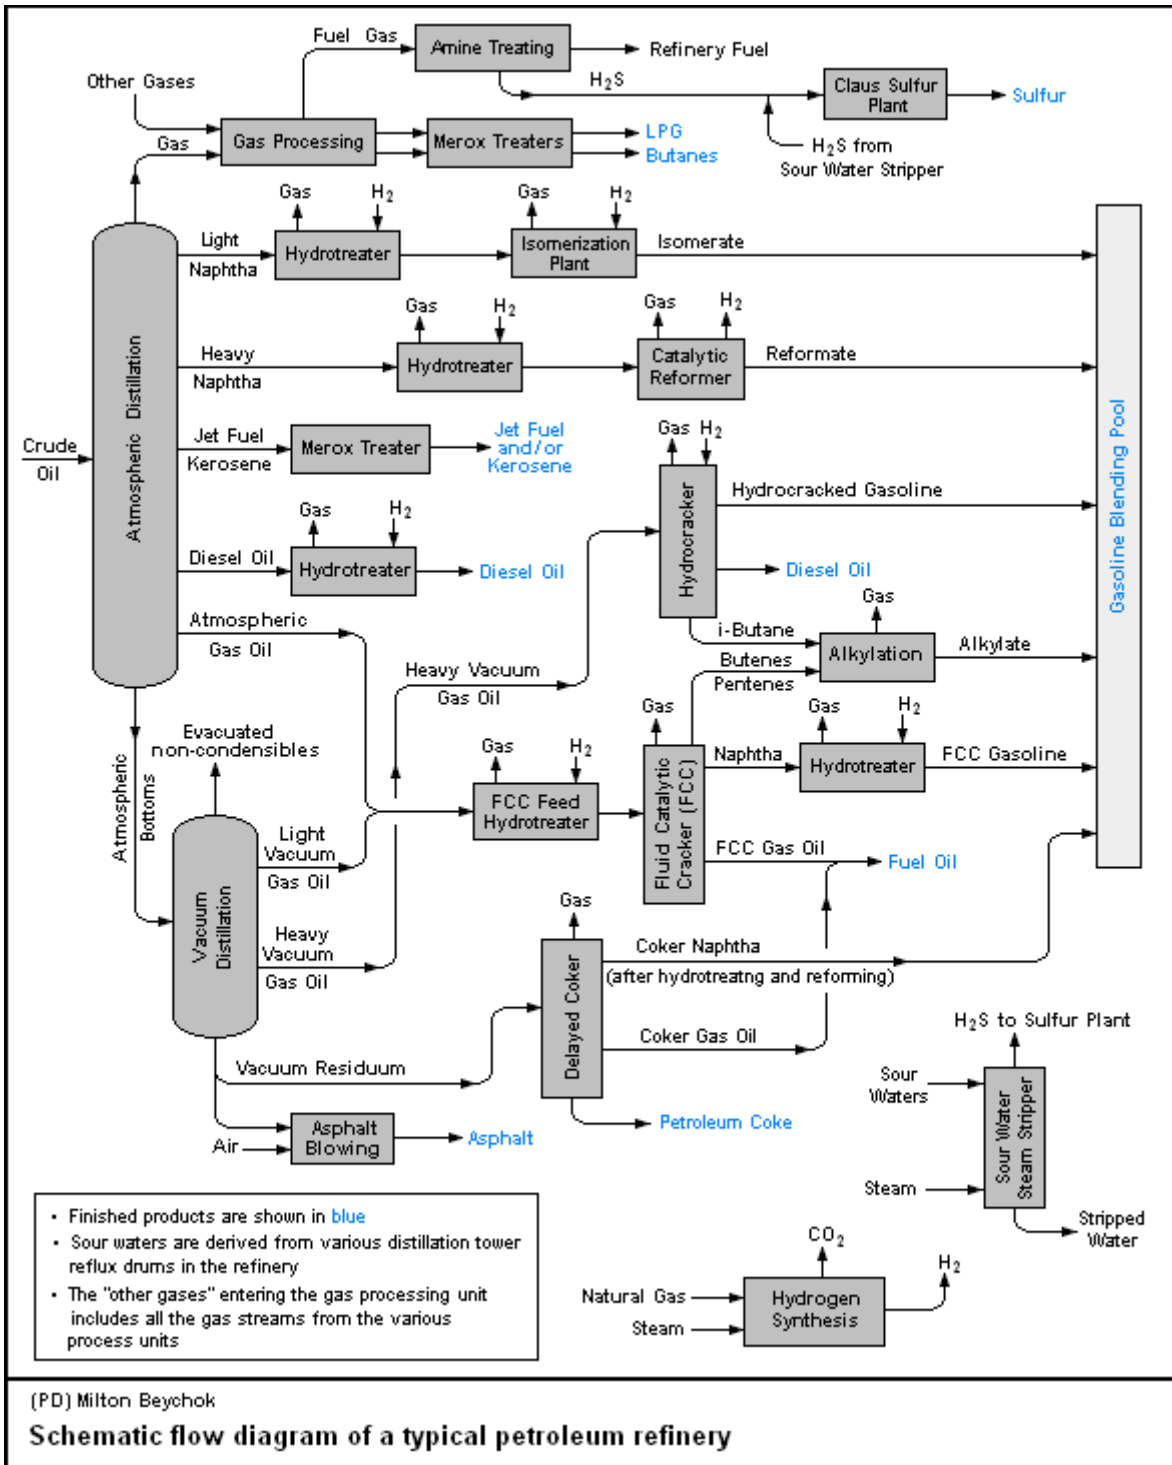 Fuel Gas
Amine Treating
Refinery Fuel
Other Gases
H2S
Claus Sulfur
Plant
Sulfur
Gas
Gas Processing
Merox Treaters
LPG
Butanes
H2S from
Sour Water Stripper
Gas
H2
Gas
H2
Light
Naphtha
Hydrotreater
Isomerization
Plant
Isomerate
Gas
H2
Gas
H2
Heavy
Naphtha
Hydrotreater
Catalytic
Reformer
Reformate
Atmospheric Distillation
Crude
Oil
Jet Fuel
Kerosene
Merox Treater
Jet Fuel
and/or
Kerosene
Gas
H2
Hydrocracker
Hydrocracked Gasoline
Gasoline Blending Pool
Gas
H2
Diesel Oil
Hydrotreater
Diesel Oil
Diesel Oil
Gas
Atmospheric
Gas Oil
i-Butane
Butenes
Pentenes
Alkylation
Alkylate
Heavy Vacuum
Gas Oil
Evacuated
non-condensibles
Atmospheric
Bottoms
Gas
H2
Gas
Gas
H2
Naphtha
Hydrotreater
FCC Gasoline
FCC Feed
Hydrotreater
Fluid Catalytic
Cracker (FCC)
Light
Vacuum
Gas Oil
FCC Gas Oil
Fuel Oil
Vacuum
Distillation
Heavy
Vacuum
Gas Oil
Gas
Delayed Coker
Coker Naphtha
(after hydrotreatng and reforming)
Coker Gas Oil
Vacuum Residuum
Petroleum Coke
Air
Asphalt
Blowing
Asphalt
H2S to Sulfur Plant
Sour
Waters
Sour Water
Steam Stripper
Steam
Stripped
Water
• Finished products are shown in blue
• Sour waters are derived from various distillation tower
reflux drums in the refinery
• The "other gases" entering the gas processing unit
includes all the gas streams from the various
process units
CO2
H2
Natural Gas
Steam
Hydrogen
Synthesis
(PD) Milton Beychok
Schematic flow diagram of a typical petroleum refinery